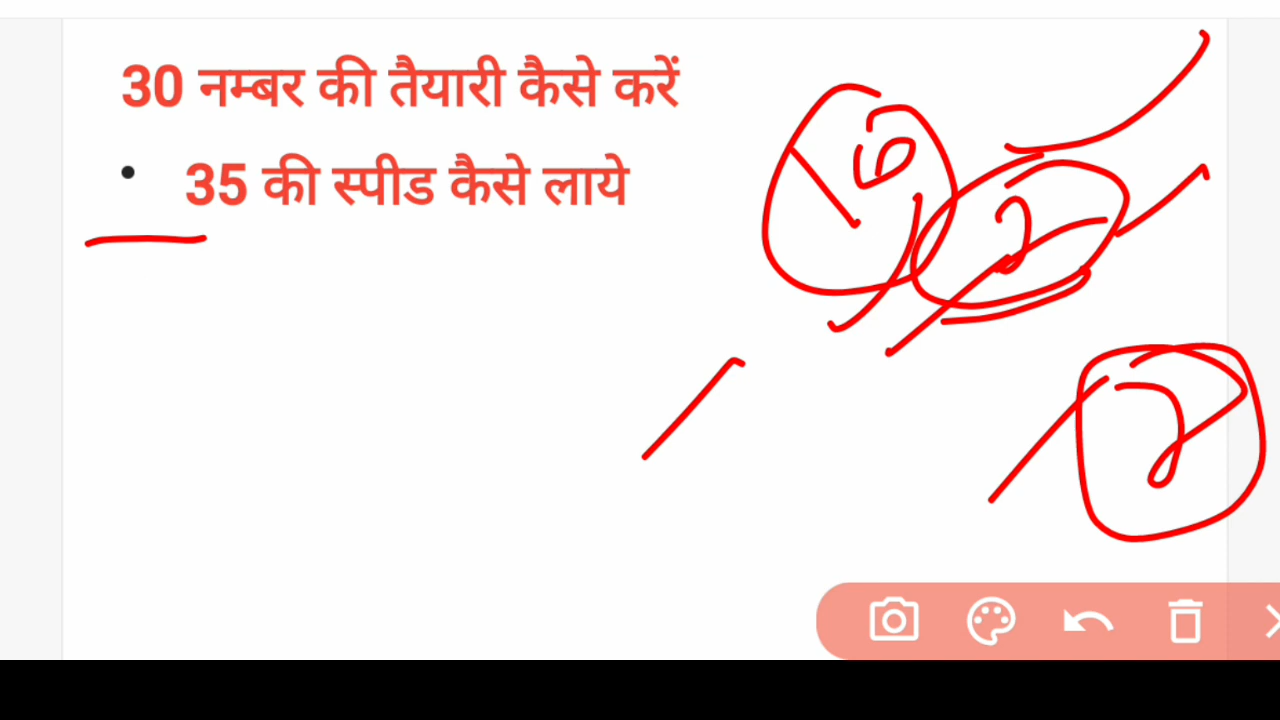 30 नम्बर की तैयारी कैसे करें
• 35 की स्पीड कैसे लाये